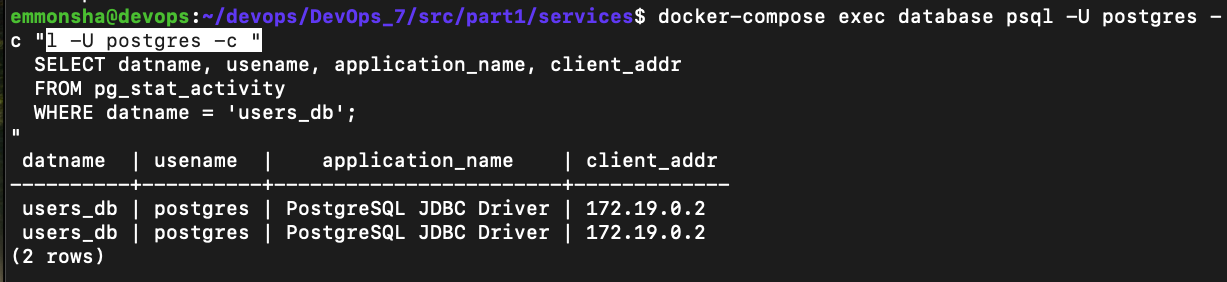 emmonsha@devops:~/devops/DevOps_7/src/part1/services$ docker-compose exec database psql -U postgres -
c "l -U postgres -c "
  SELECT datname, usename, application_name, client_addr
  FROM pg_stat_activity
  WHERE datname = 'users_db';
"
 datname  | usename  |    application_name    | client_addr
----------+----------+------------------------+-------------
 users_db | postgres | PostgreSQL JDBC Driver | 172.19.0.2
 users_db | postgres | PostgreSQL JDBC Driver | 172.19.0.2
(2 rows)